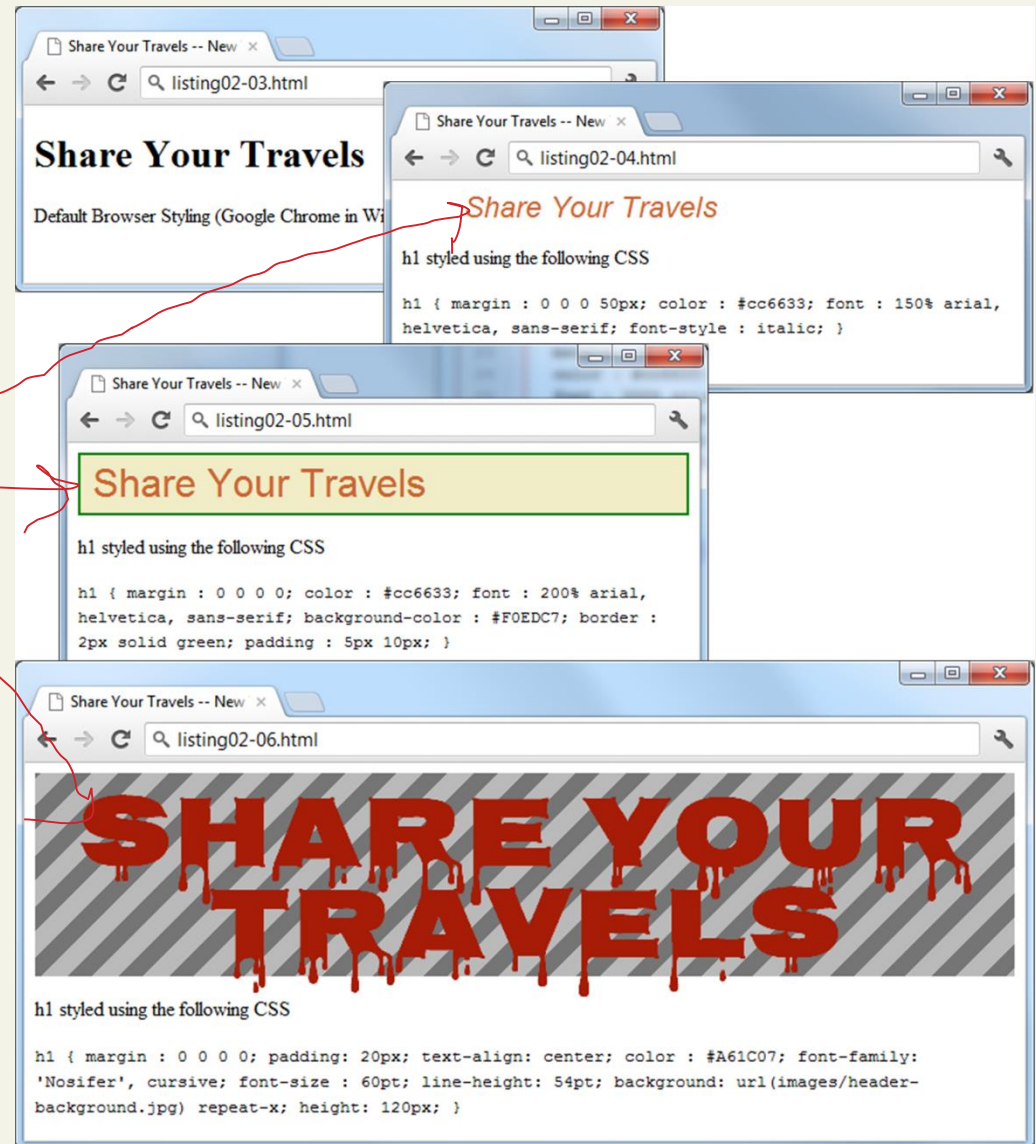 Share Your Travels -- New
listing02-03.html
Share Your Travels
Default Browser Styling (Google Chrome in Wi
Share Your Travels -- New
listing02-04.html
Share Your Travels
h1 styled using the following CSS
h1 { margin : 0 0 0 50px; color : #cc6633; font : 150% arial,
helvetica, sans-serif; font-style : italic; }
Share Your Travels -- New
listing02-05.html
Share Your Travels
h1 styled using the following CSS
h1 { margin : 0 0 0 0; color : #cc6633; font : 200% arial,
helvetica, sans-serif; background-color : #F0EDC7; border :
2px solid green; padding : 5px 10px; }
Share Your Travels -- New
listing02-06.html
SHARE YOUR
TRAVELS
h1 styled using the following CSS
h1 { margin : 0 0 0 0; padding: 20px; text-align: center; color : #A61C07; font-family:
'Nosifer', cursive; font-size : 60pt; line-height: 54pt; background: url(images/header-
background.jpg) repeat-x; height: 120px; }